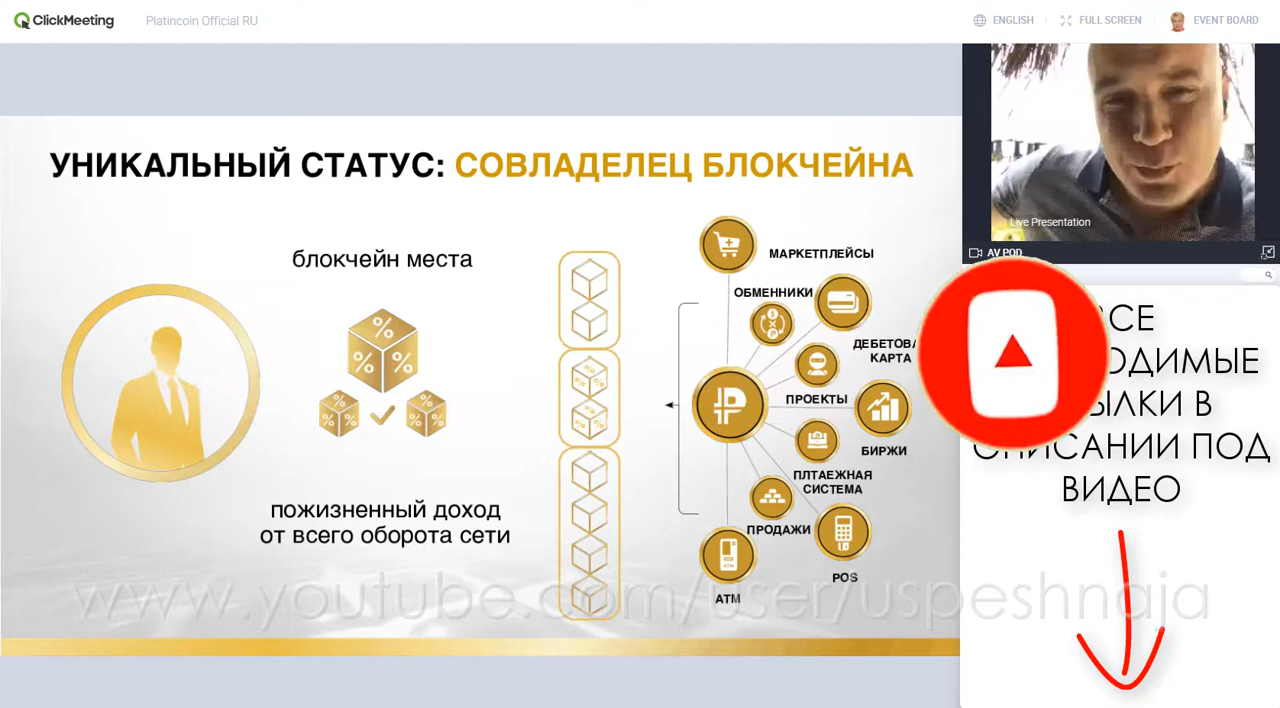 ClickMeeting
Platincoin Official RU
ENGLISH
FULL SCREEN
EVENT BOARD
УНИКАЛЬНЫЙ СТАТУС: СОВЛАДЕЛЕЦ БЛОКЧЕЙНА
блокчейн места
пожизненный доход
от всего оборота сети
МАРКЕТПЛЕЙСЫ
ОБМЕННИКИ
ДЕБЕТОВА
КАРТА
ПРОЕКТЫ
БИРЖИ
ПЛТАЕЖНАЯ
СИСТЕМА
ПРОДАЖИ
POS
ATM
Live Presentation
AV POD
ВСЕ
ОДИМЫЕ
ЫЛКИ В
ОПИСАНИИ ПОД
ВИДЕО
www.youtube.com/user/uspeshnaja